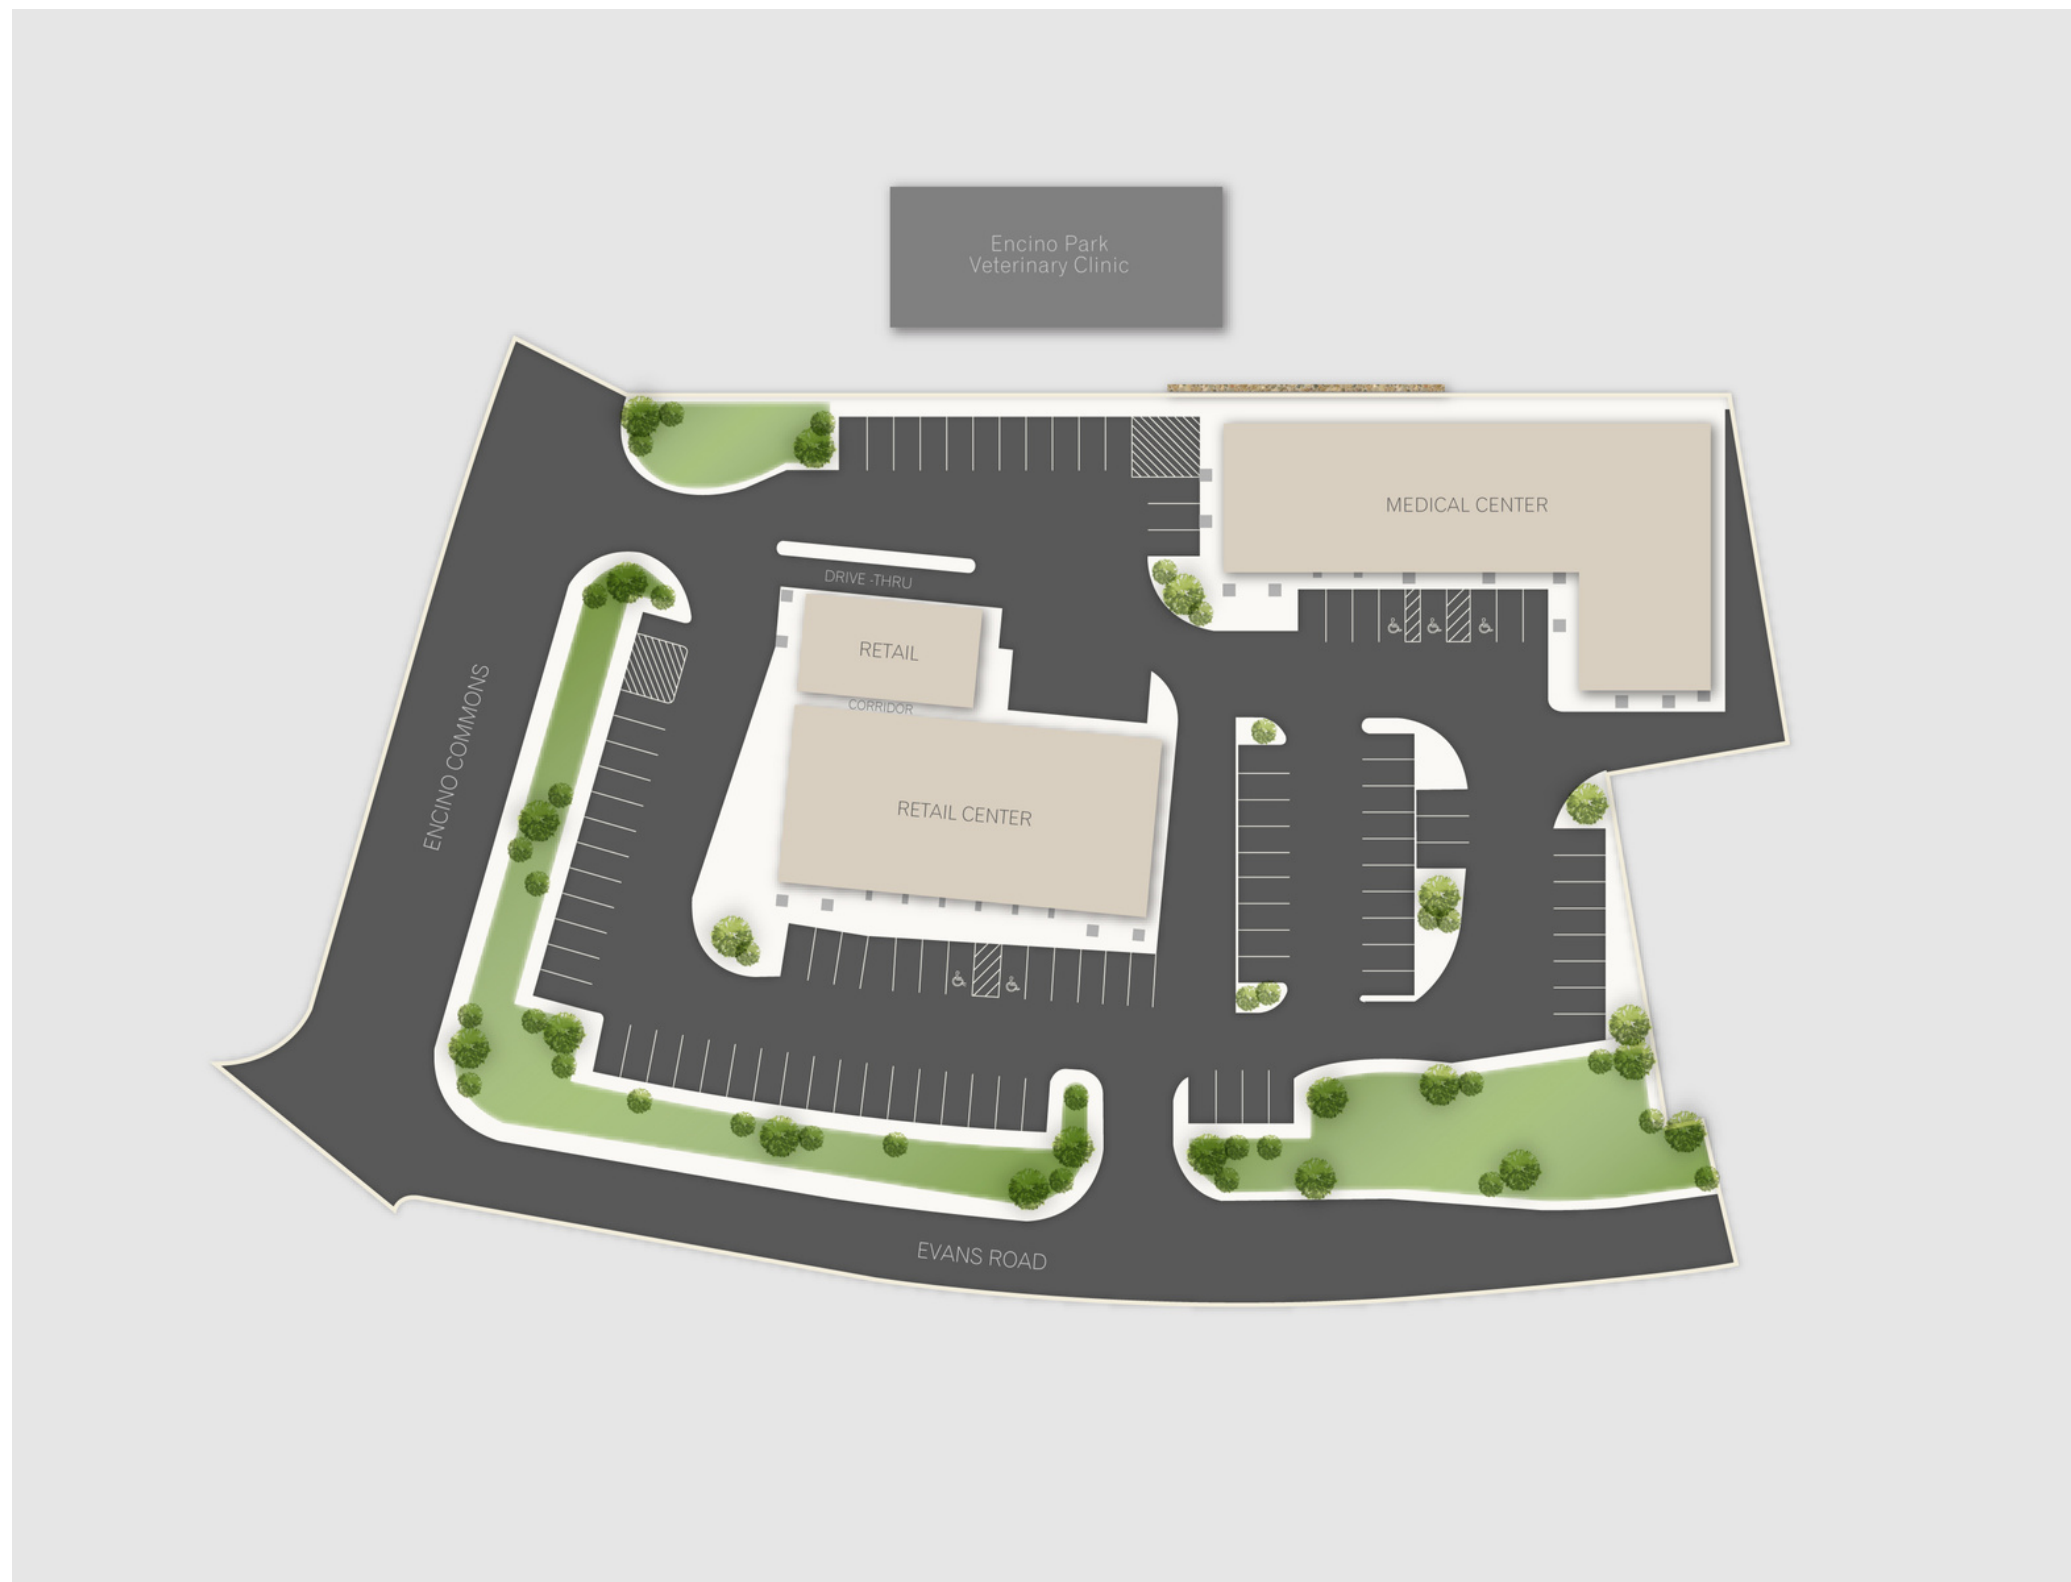 Encino Park
Veterinary Clinic
MEDICAL CENTER
DRIVE -THRU
RETAIL
CORRIDOR
RETAIL CENTER
ENCINO COMMONS
EVANS ROAD